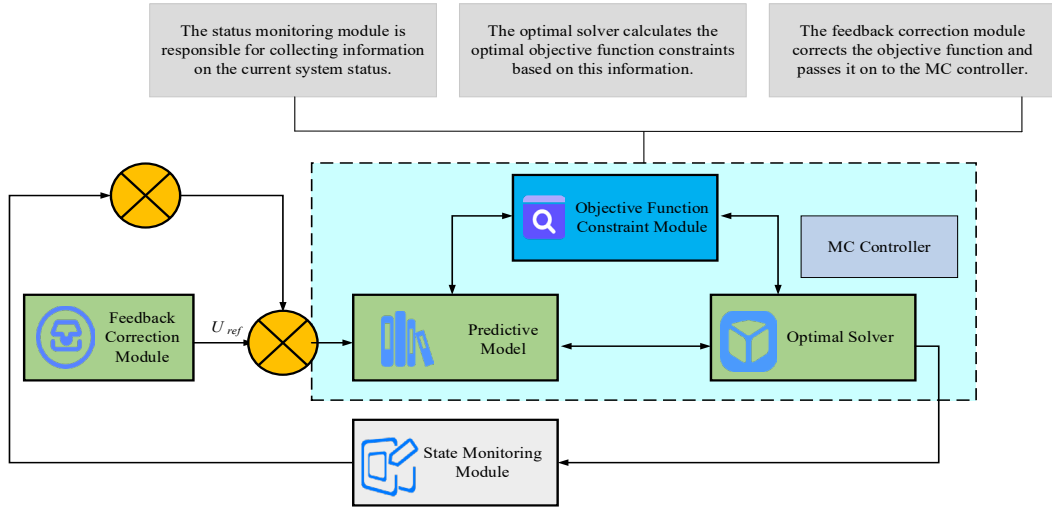 The status monitoring module is
responsible for collecting information
on the current system status.
The optimal solver calculates the
optimal objective function constraints
based on this information.
The feedback correction module
corrects the objective function and
passes it on to the MC controller.
Objective Function
Constraint Module
MC Controller
Feedback
Correction
Module
U ref
Predictive
Model
Optimal Solver
State Monitoring
Module